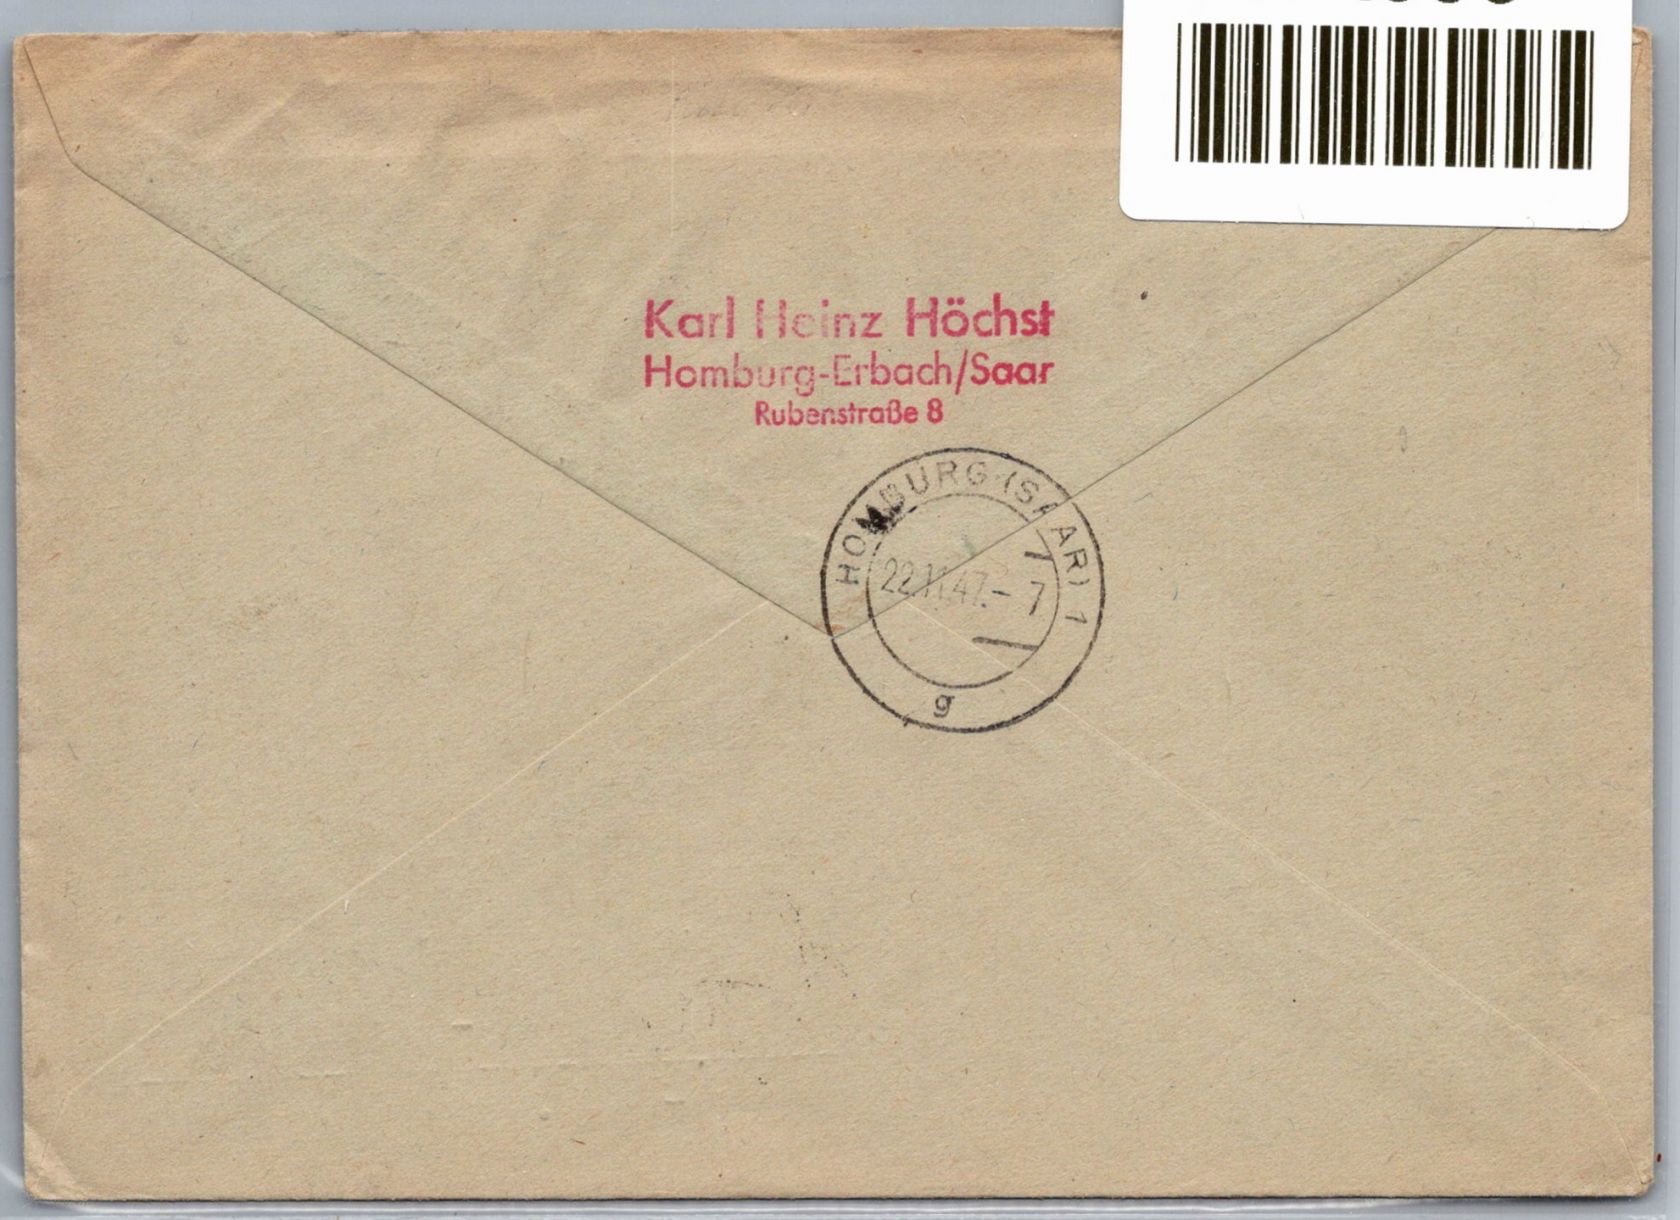 Karl Heinz Höchst
Homburg-Erbach/Saar
Rubenstraße 8
HOMBURG (SAAR) 1
22.11.47.- 7
g